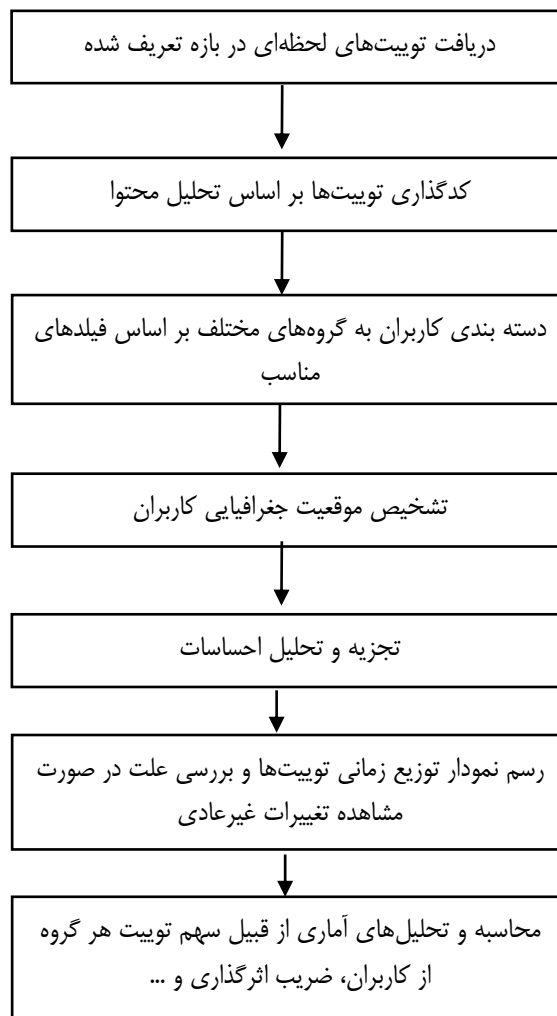 دریافت توییت‌های لحظه‌ای در بازه تعریف شده
کدگذاری توییت‌ها بر اساس تحلیل محتوا
دسته بندی کاربران به گروه‌های مختلف بر اساس فیلدهای
مناسب
تشخیص موقعیت جغرافیایی کاربران
تجزیه و تحلیل احساسات
رسم نمودار توزیع زمانی توییت‌ها و بررسی علت در صورت
مشاهده تغییرات غیرعادی
محاسبه و تحلیل‌های آماری از قبیل سهم توییت هر گروه
از کاربران، ضریب اثرگذاری و ...